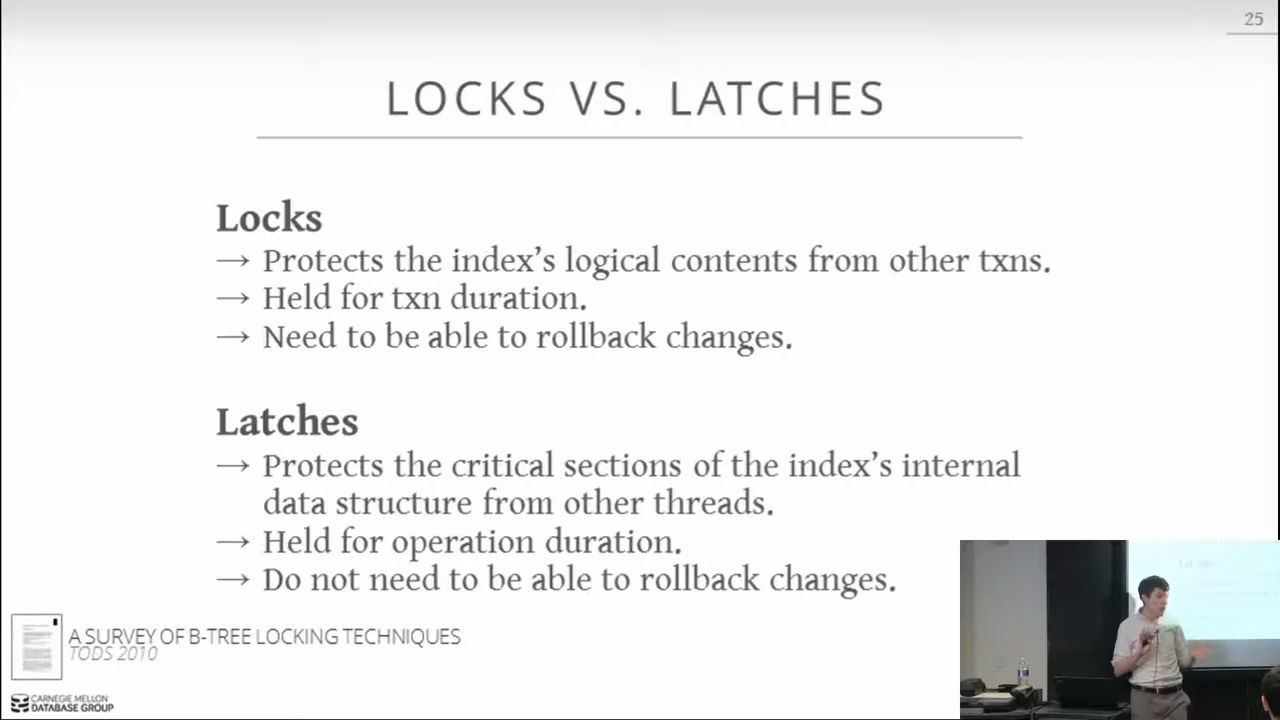 25
LOCKS VS. LATCHES
Locks
→ Protects the index's logical contents from other txns.
→ Held for txn duration.
→ Need to be able to rollback changes.
Latches
→ Protects the critical sections of the index's internal
data structure from other threads.
→ Held for operation duration.
→ Do not need to be able to rollback changes.
A SURVEY OF B-TREE LOCKING TECHNIQUES
TODS 2010
CARNEGIE MELLON
DATABASE GROUP